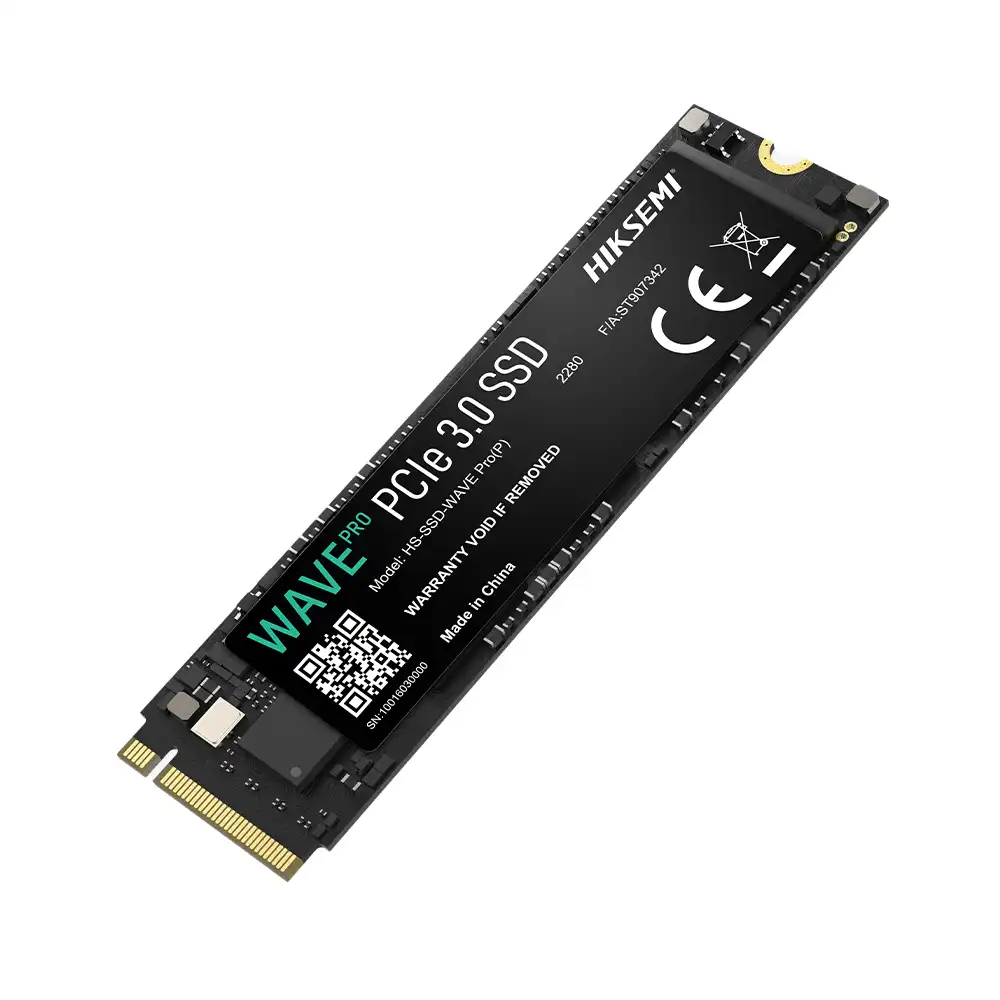 HIKSEMI
F/A:ST907342
2280
WAVE PRO PCIe 3.0 SSD
Model: HS-SSD-WAVE Pro(P)
WARRANTY VOID IF REMOVED
Made in China
SN:10016030000